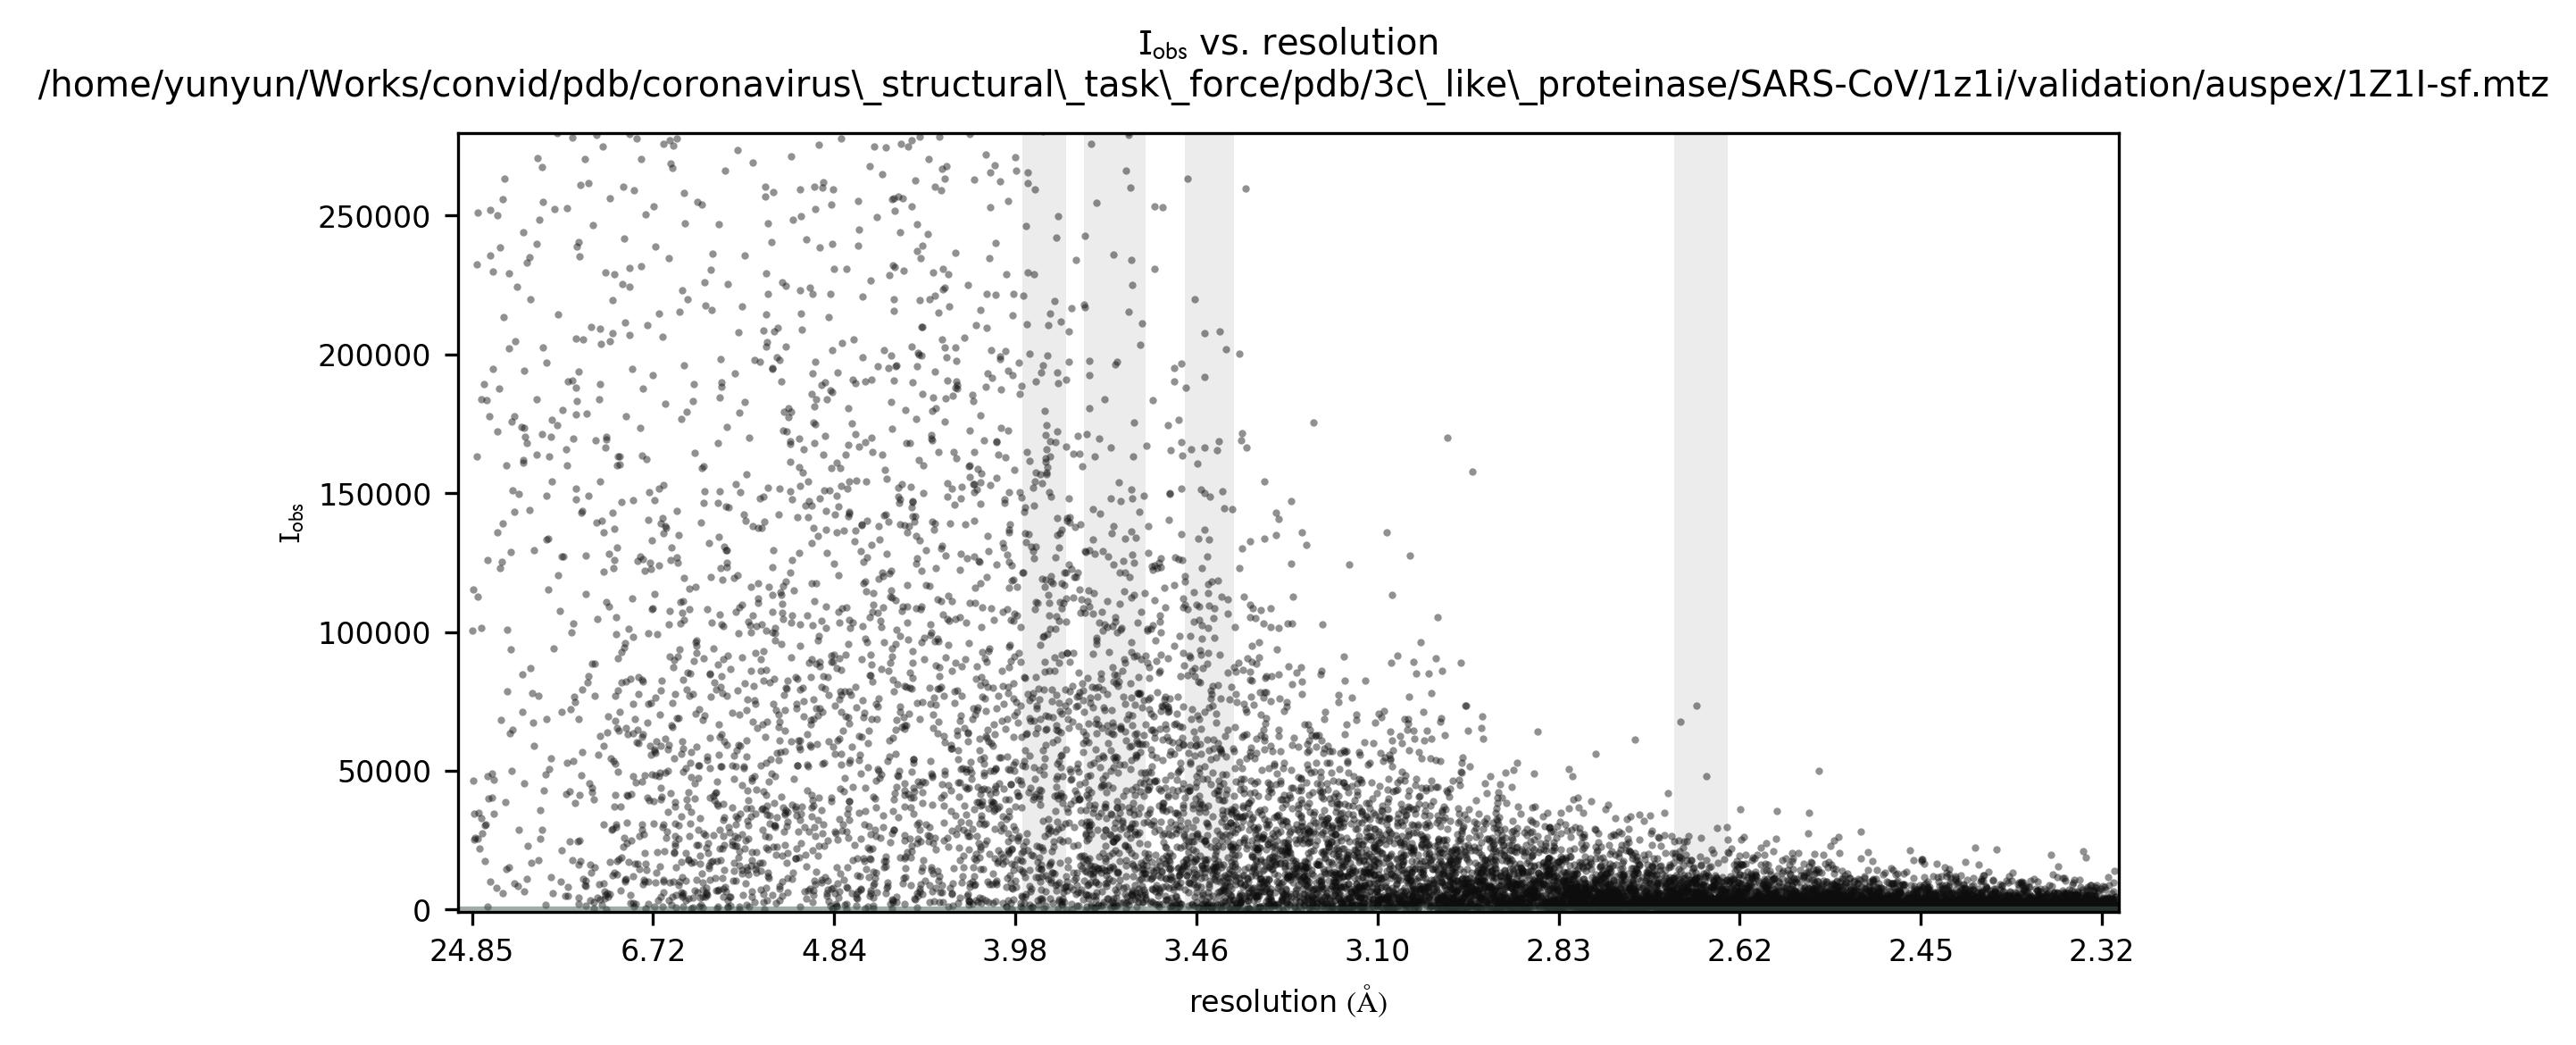 I_obs vs. resolution
/home/yunyun/Works/convid/pdb/coronavirus\_structural\_task\_force/pdb/3c\_like\_proteinase/SARS-CoV/1z1i/validation/auspex/1Z1I-sf.mtz
250000
200000
150000
100000
50000
0
I_obs
24.85 6.72 4.84 3.98 3.46 3.10 2.83 2.62 2.45 2.32
resolution (Å)